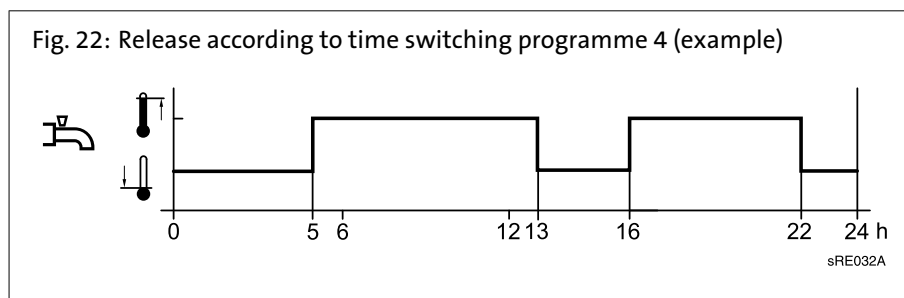 Fig. 22: Release according to time switching programme 4 (example)
0 5 6 12 13 16 22 24 h
sRE032A